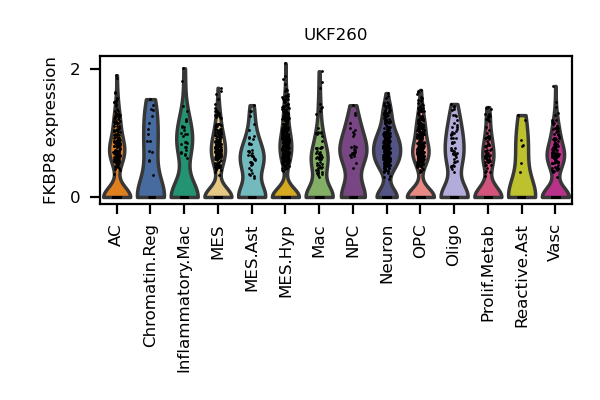 UKF260
FKBP8 expression
2
0
AC
Chromatin.Reg
Inflammatory.Mac
MES
MES.Ast
MES.Hyp
Mac
NPC
Neuron
OPC
Oligo
Prolif.Metab
Reactive.Ast
Vasc